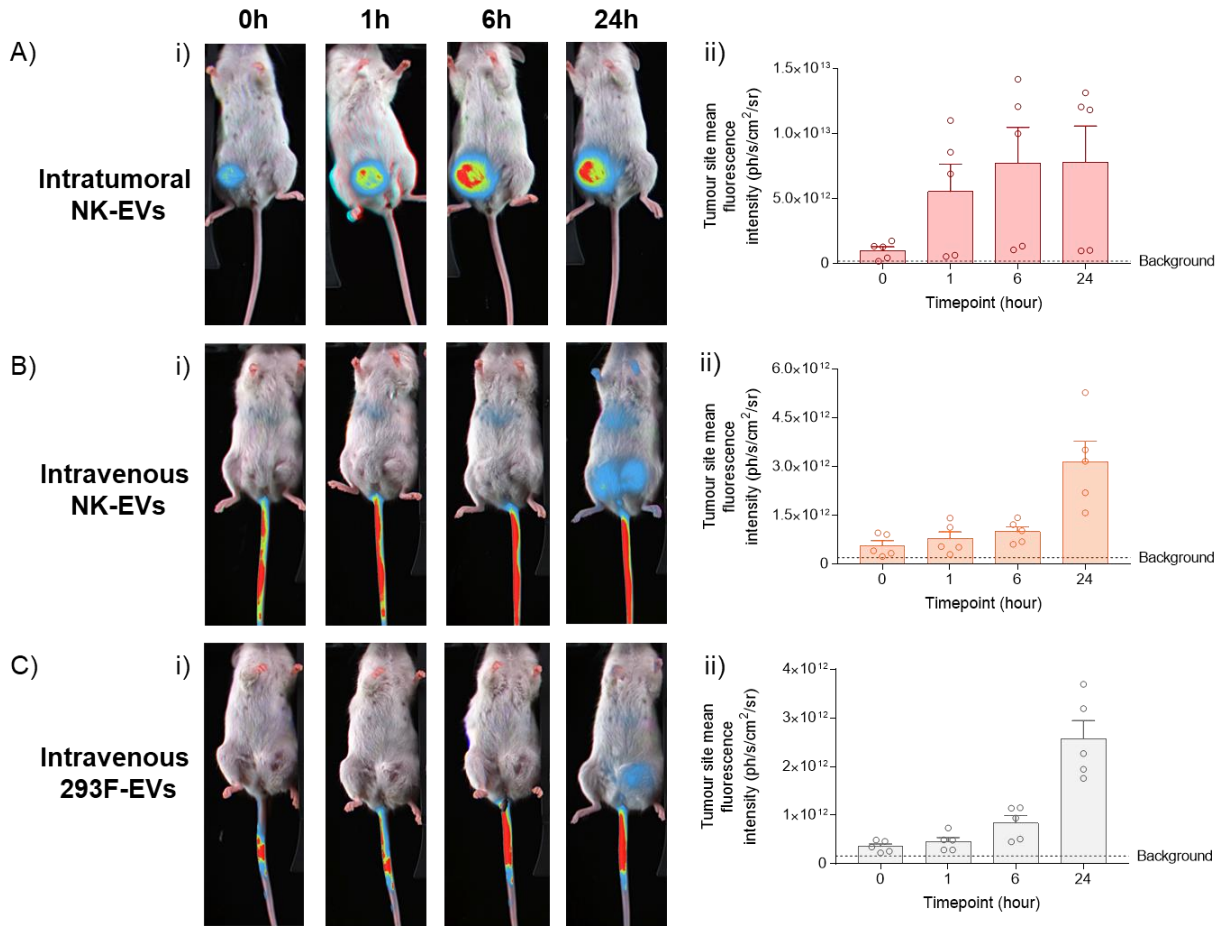 0h 1h 6h 24h
A) i) ii)
Intratumoral
NK-EVs
Tumour site mean
fluorescence
intensity (ph/s/cm²/sr)
1.5×10¹³
1.0×10¹³
5.0×10¹²
0
Background
0 1 6 24
Timepoint (hour)
B) i) ii)
Intravenous
NK-EVs
Tumour site mean
fluorescence
intensity (ph/s/cm²/sr)
6.0×10¹²
4.5×10¹²
3.0×10¹²
1.5×10¹²
0
Background
0 1 6 24
Timepoint (hour)
C) i) ii)
Intravenous
293F-EVs
Tumour site mean
fluorescence
intensity (ph/s/cm²/sr)
4×10¹²
3×10¹²
2×10¹²
1×10¹²
0
Background
0 1 6 24
Timepoint (hour)